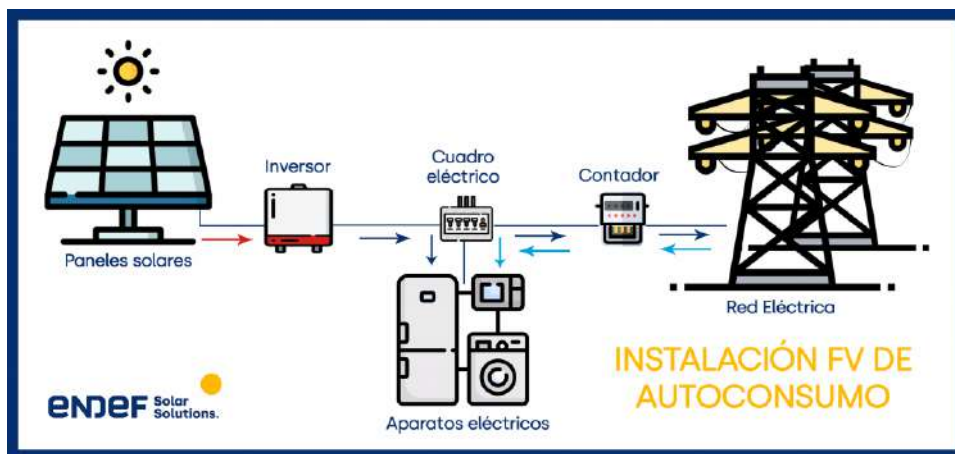 Inversor
Cuadro
eléctrico
Contador
Paneles solares
Red Eléctrica
Aparatos eléctricos
INSTALACIÓN FV DE
AUTOCONSUMO
ENDEF Solar
Solutions.